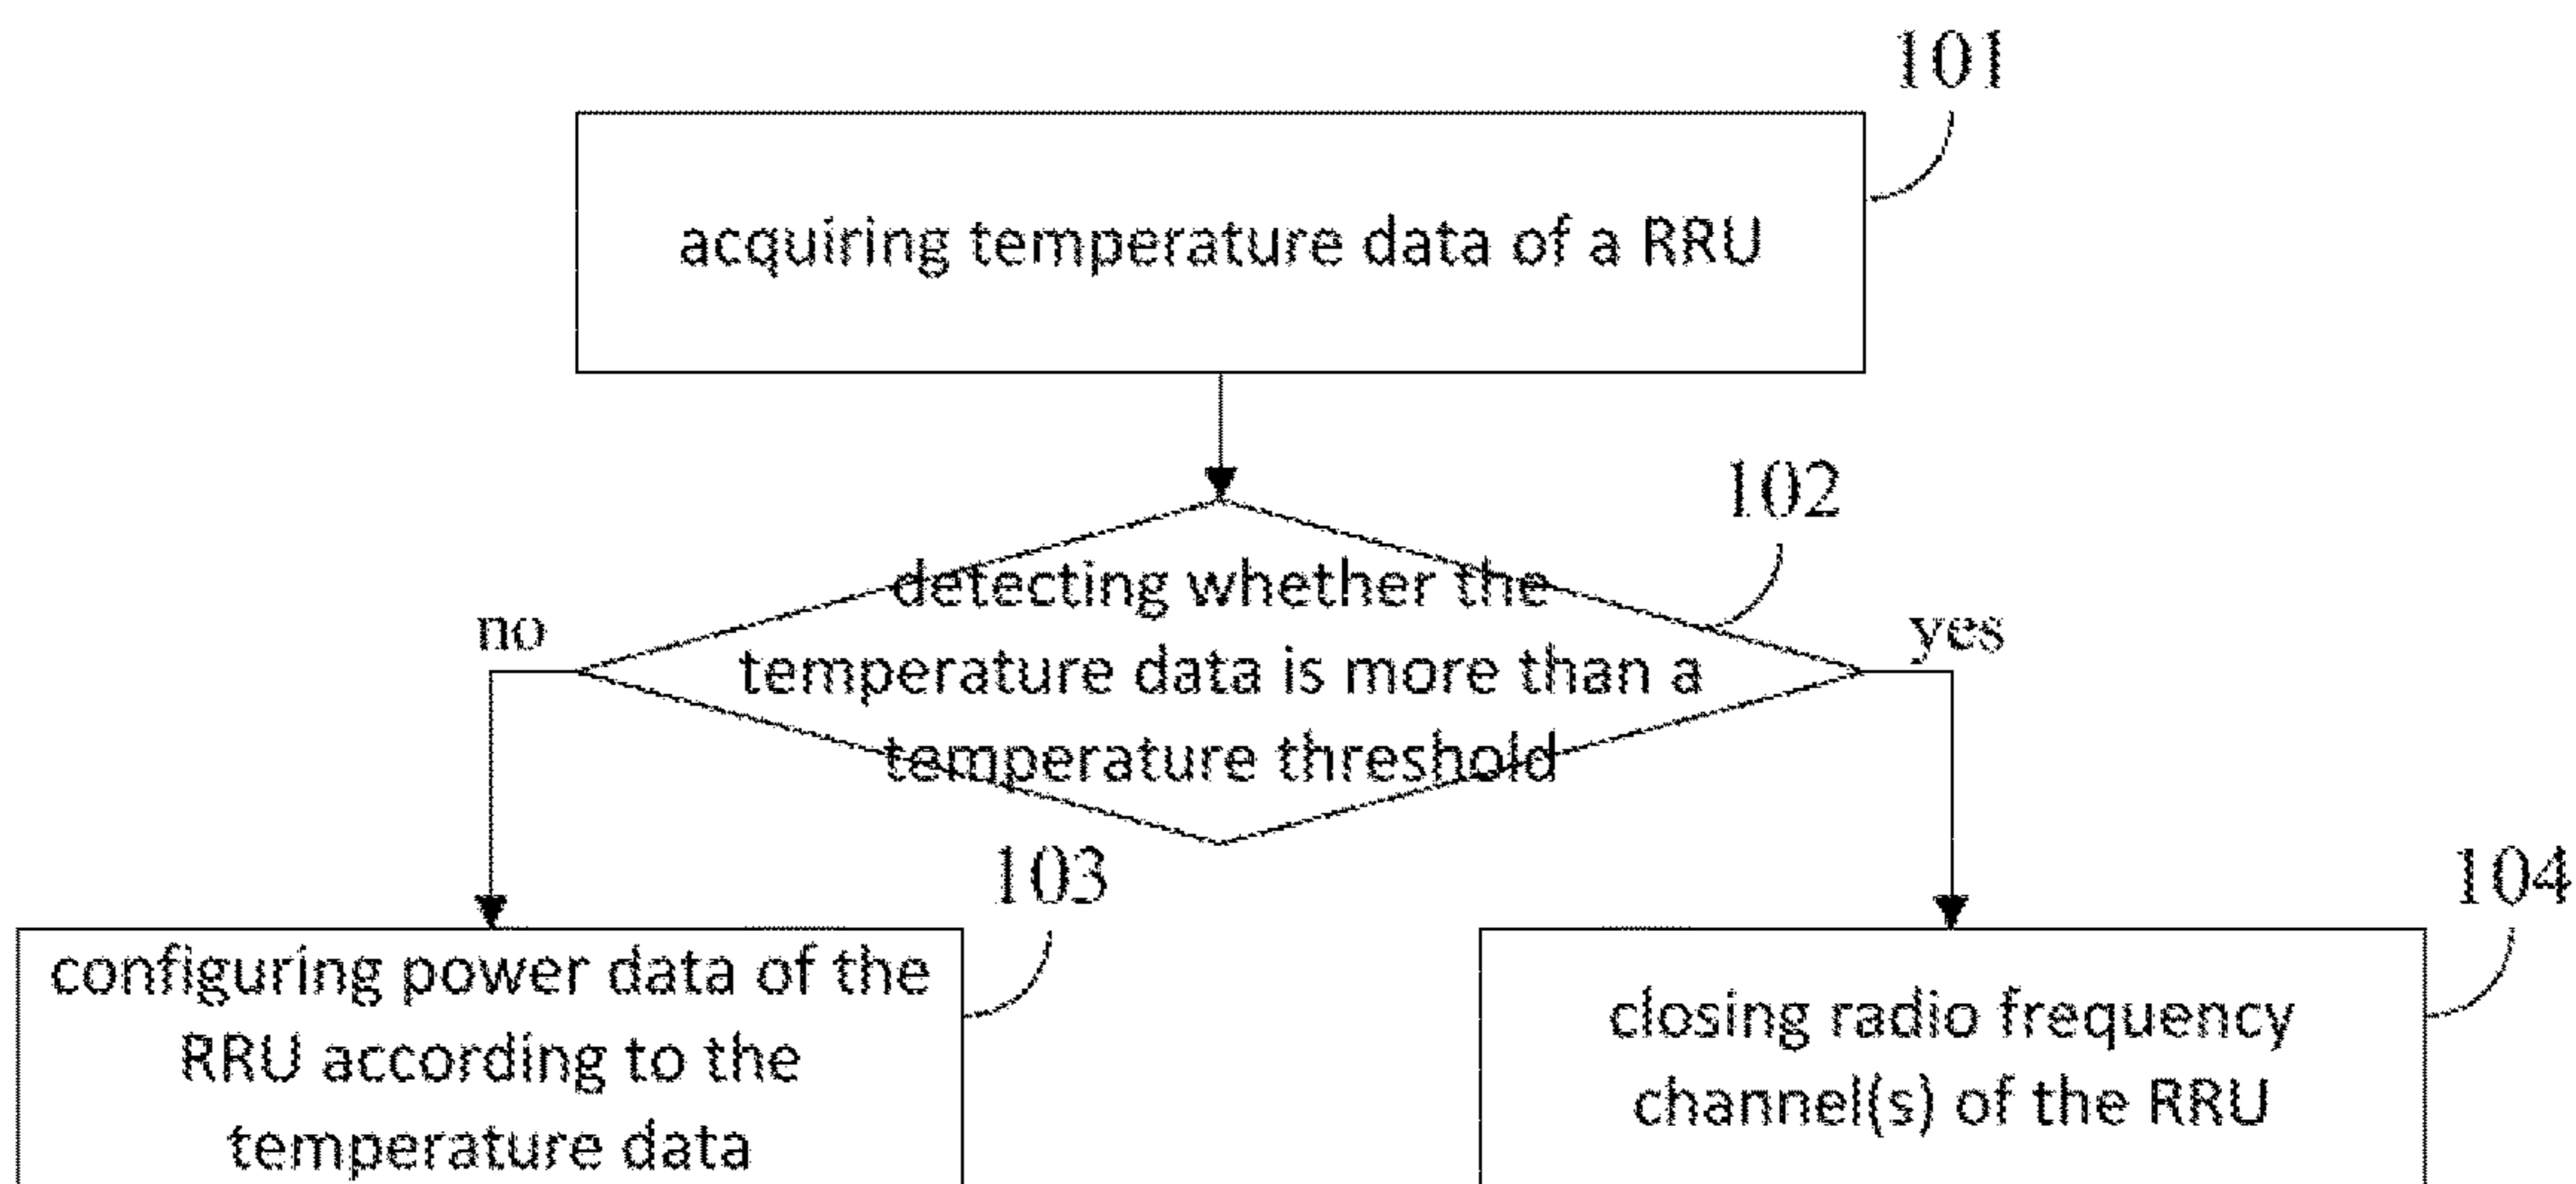 101
acquiring temperature data of a RRU
102
detecting whether the
no
yes
temperature data is more than a
temperature threshold
103
104
configuring power data of the
RRU according to the
temperature data
closing radio frequency
channel(s) of the RRU